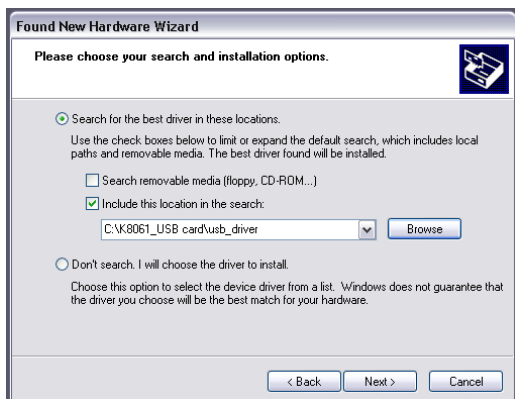 Found New Hardware Wizard
Please choose your search and installation options.
Search for the best driver in these locations.
Use the check boxes below to limit or expand the default search, which includes local
paths and removable media. The best driver found will be installed.
Search removable media (floppy, CD-ROM...)
Include this location in the search:
C:\K8061_USB card\usb_driver
Browse
Don't search. I will choose the driver to install.
Choose this option to select the device driver from a list. Windows does not guarantee that
the driver you choose will be the best match for your hardware.
< Back Next > Cancel